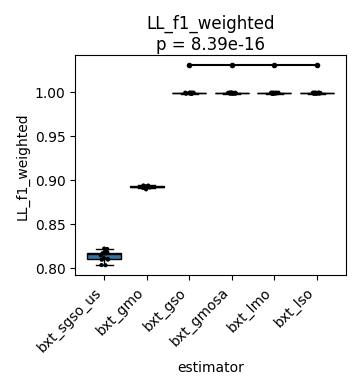 LL_f1_weighted
p = 8.39e-16
LL_f1_weighted
1.00
0.95
0.90
0.85
0.80
bxt_sgso_us
bxt_gmo
bxt_gso
bxt_gmosa
bxt_lmo
bxt_lso
estimator